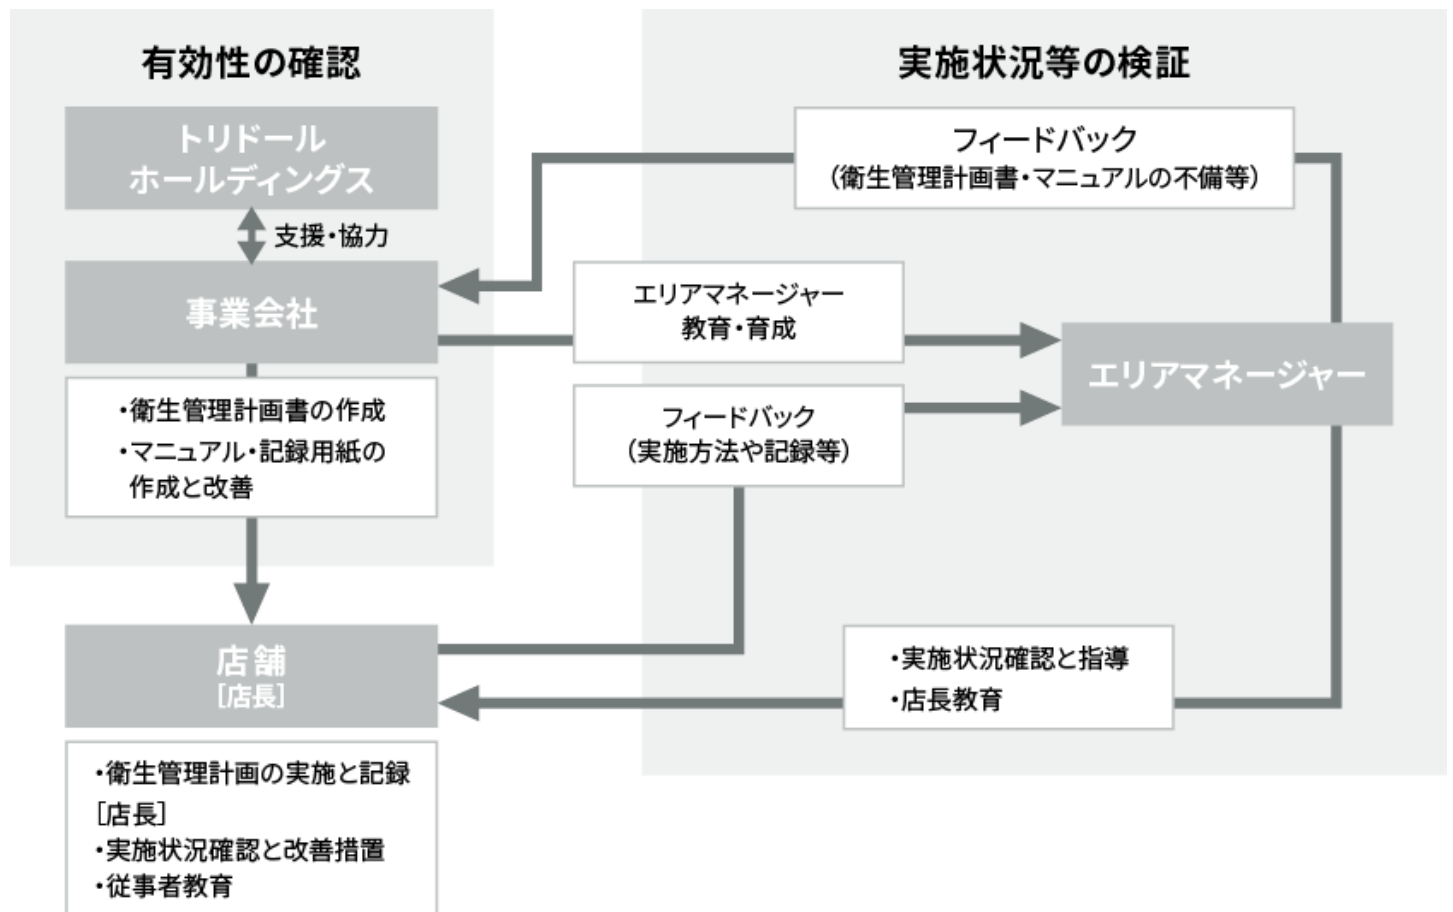 有効性の確認
トリドール
ホールディングス
支援・協力
事業会社
・衛生管理計画書の作成
・マニュアル・記録用紙の
作成と改善
店舗
[店長]
・衛生管理計画の実施と記録
[店長]
・実施状況確認と改善措置
・従事者教育
実施状況等の検証
フィードバック
(衛生管理計画書・マニュアルの不備等)
エリアマネージャー
教育・育成
フィードバック
(実施方法や記録等)
エリアマネージャー
・実施状況確認と指導
・店長教育